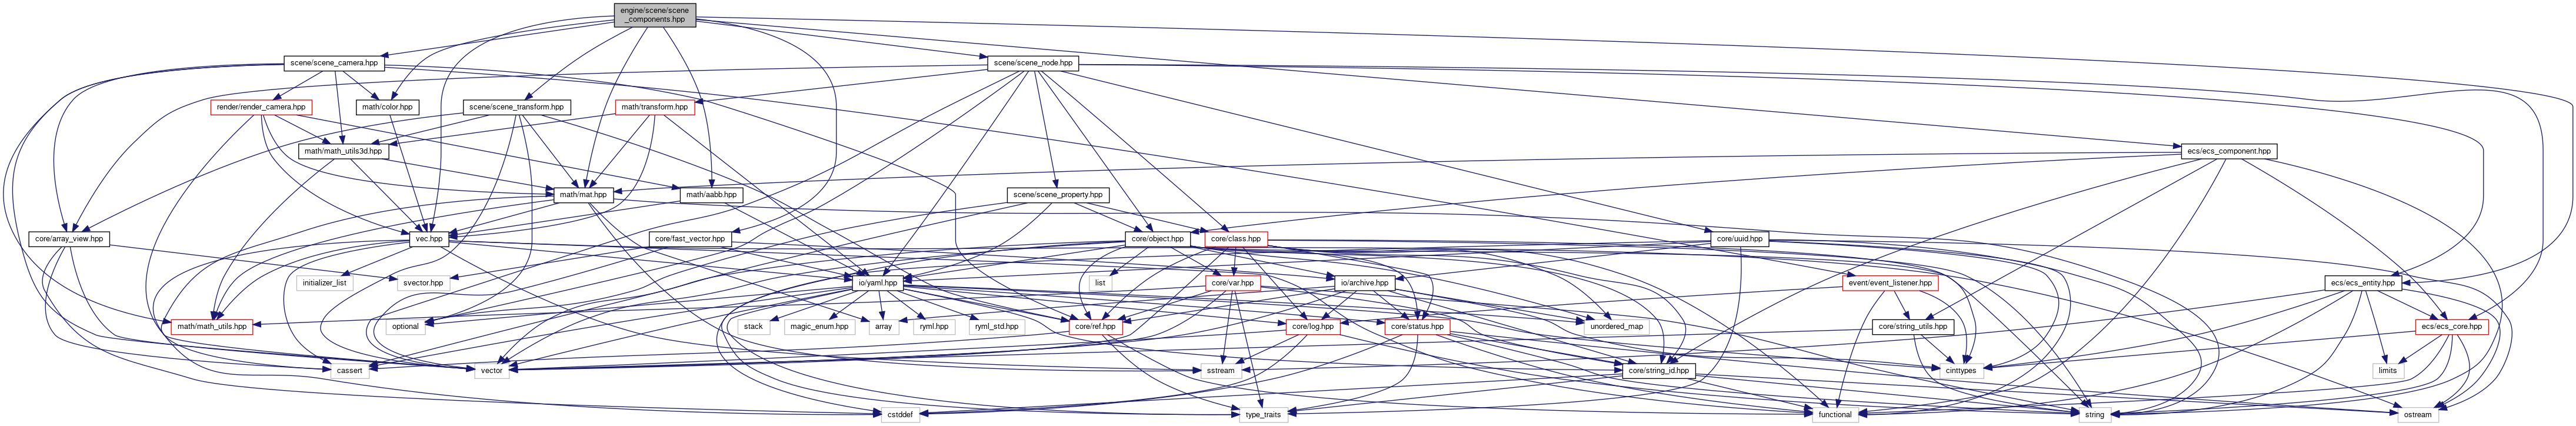 engine/scene/scene
_components.hpp
scene/scene_camera.hpp
scene/scene_node.hpp
render/render_camera.hpp
math/color.hpp
scene/scene_transform.hpp
math/transform.hpp
math/math_utils3d.hpp
ecs/ecs_component.hpp
math/mat.hpp
math/aabb.hpp
scene/scene_property.hpp
core/array_view.hpp
vec.hpp
core/fast_vector.hpp
core/object.hpp
core/class.hpp
core/uuid.hpp
initializer_list
svector.hpp
io/yaml.hpp
list
core/var.hpp
io/archive.hpp
event/event_listener.hpp
ecs/ecs_entity.hpp
math/math_utils.hpp
optional
stack
magic_enum.hpp
array
ryml.hpp
ryml_std.hpp
core/ref.hpp
core/log.hpp
core/status.hpp
unordered_map
core/string_utils.hpp
ecs/ecs_core.hpp
cassert
vector
sstream
core/string_id.hpp
cinttypes
limits
cstddef
type_traits
functional
string
ostream